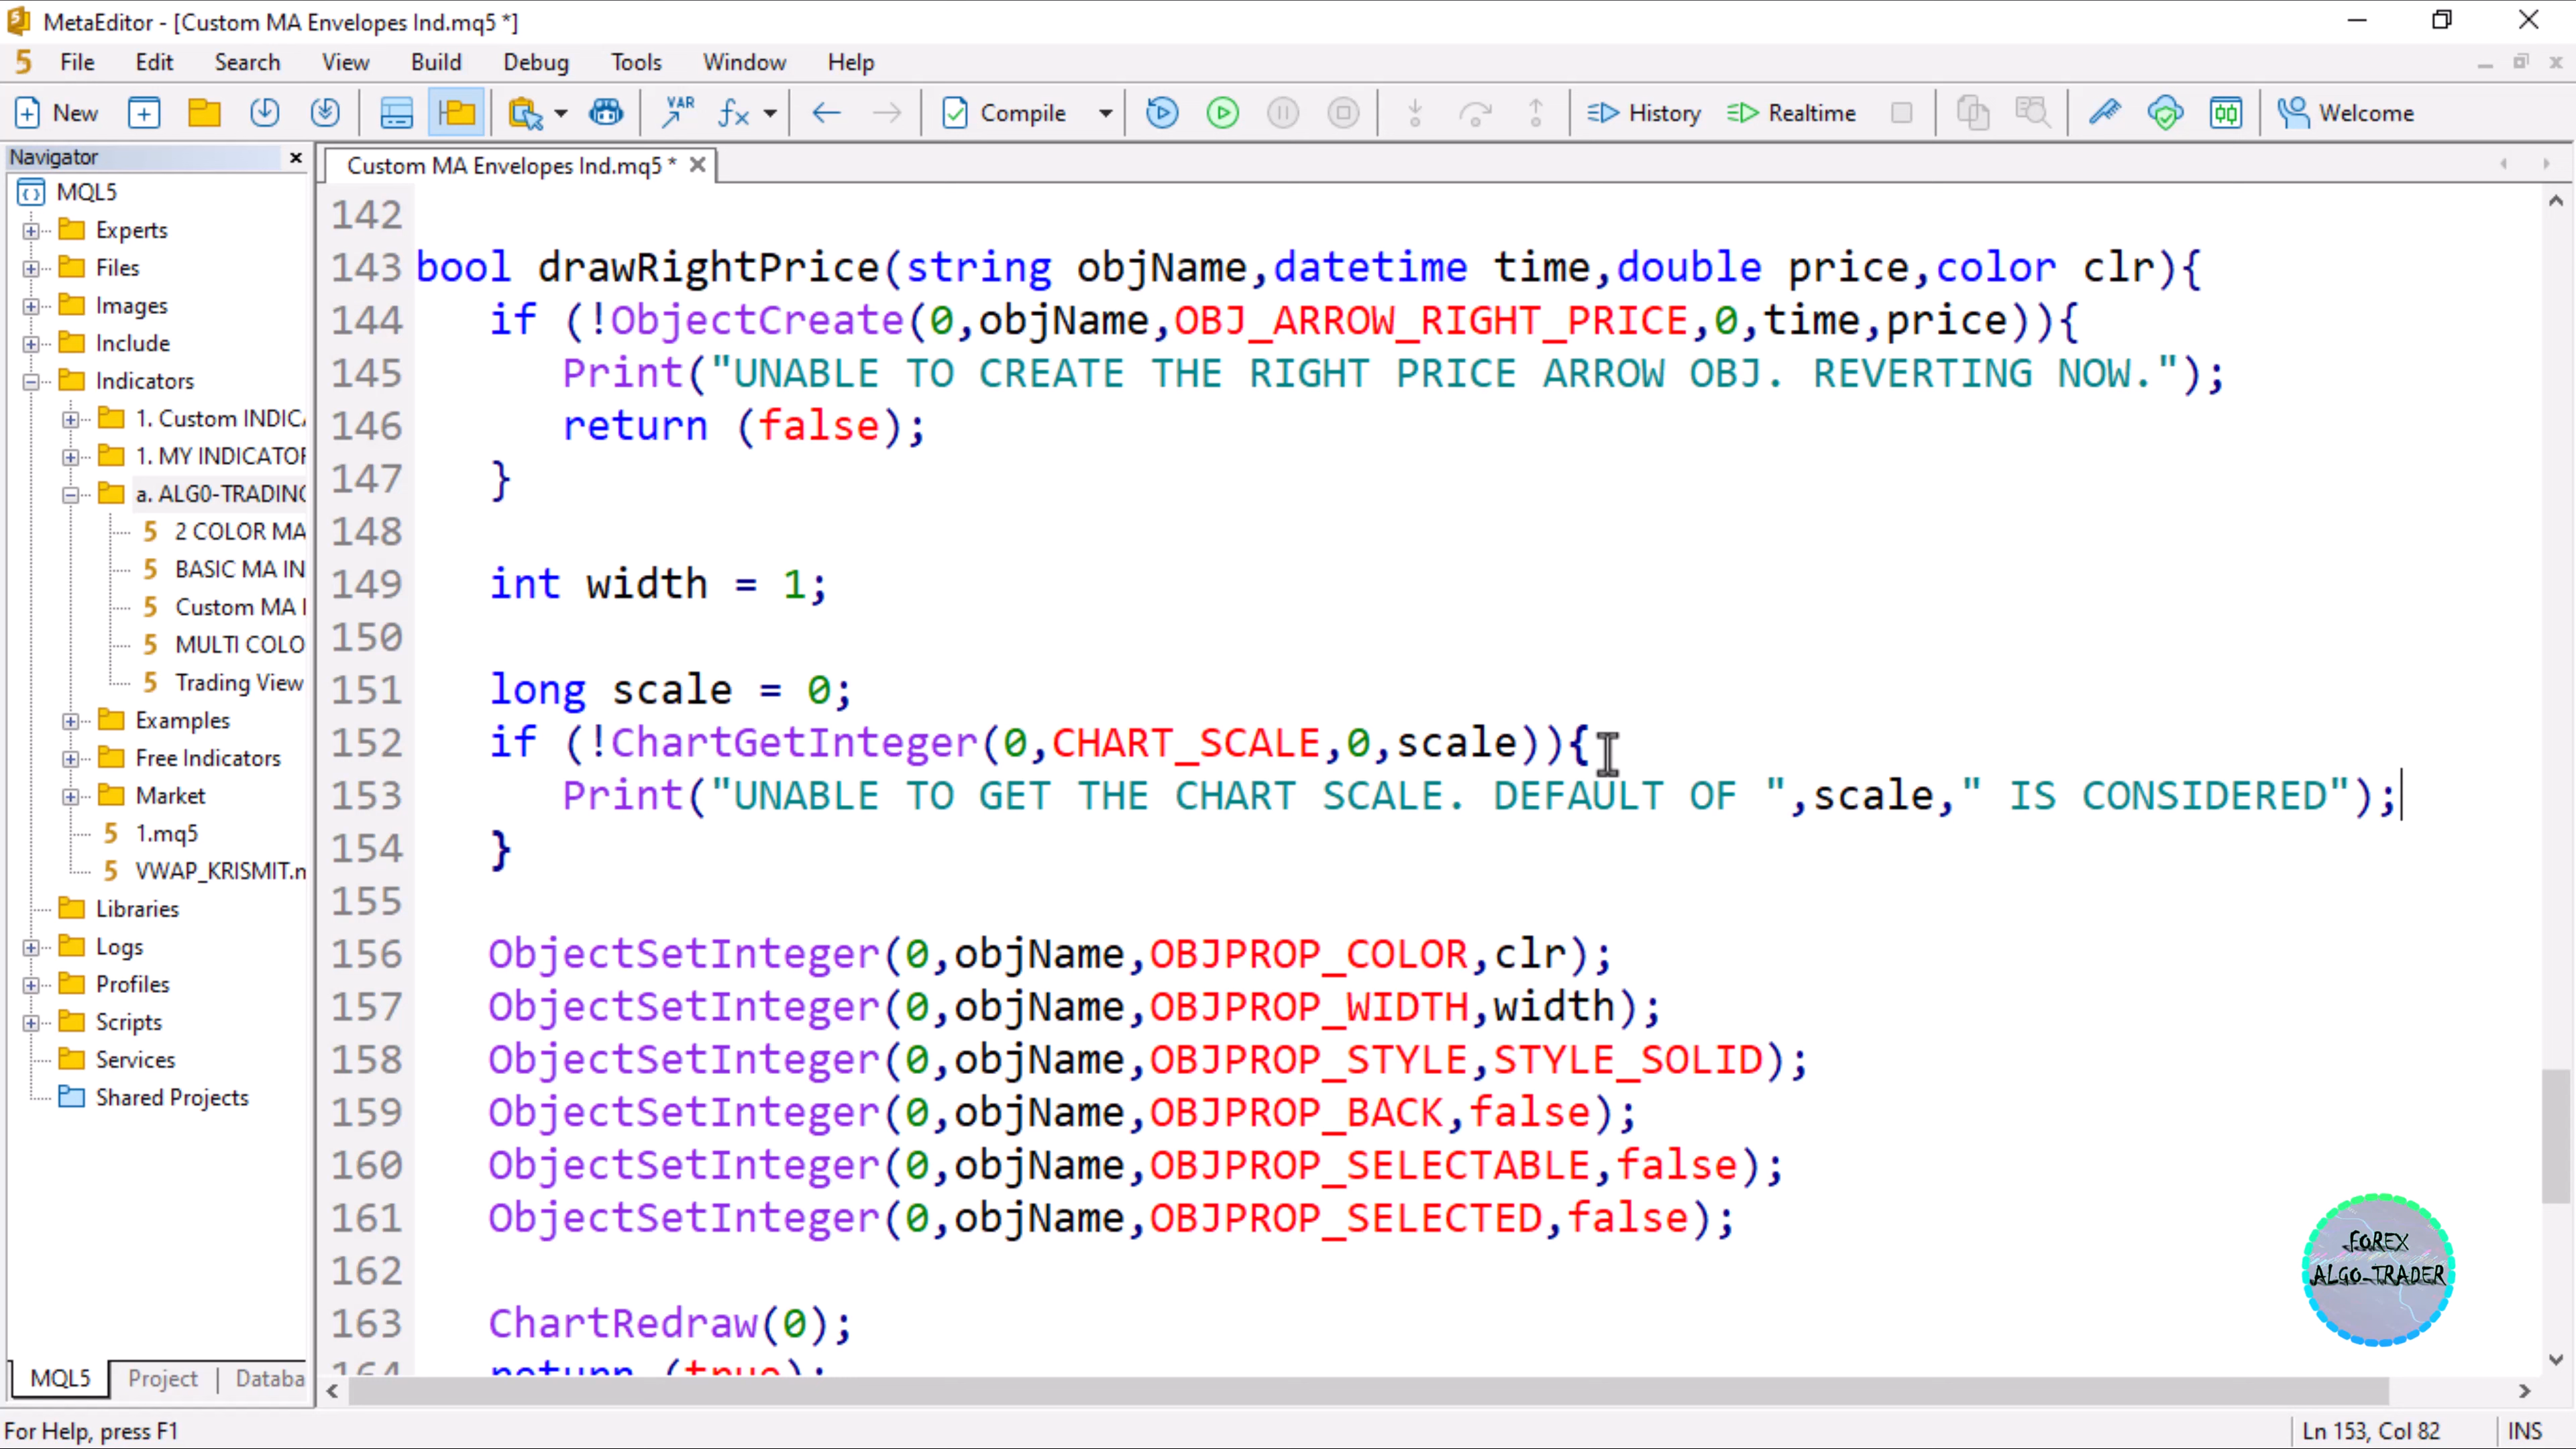 MetaEditor - [Custom MA Envelopes Ind.mq5 *]
5 File Edit Search View Build Debug Tools Window Help
New VAR fx Compile History Realtime Welcome
Navigator
MQL5
Experts
Files
Images
Include
Indicators
1. Custom INDIC
1. MY INDICATOR
a. ALG0-TRADING
2 COLOR MA
BASIC MA IN
Custom MA
MULTI COLO
Trading View
Examples
Free Indicators
Market
1.mq5
VWAP_KRISMIT.m
Libraries
Logs
Profiles
Scripts
Services
Shared Projects
MQL5 Project Databa
Custom MA Envelopes Ind.mq5 *
142
143 bool drawRightPrice(string objName,datetime time,double price,color clr){
144 if (!ObjectCreate(0,objName,OBJ_ARROW_RIGHT_PRICE,0,time,price)){
145 Print("UNABLE TO CREATE THE RIGHT PRICE ARROW OBJ. REVERTING NOW.");
146 return (false);
147 }
148
149 int width = 1;
150
151 long scale = 0;
152 if (!ChartGetInteger(0,CHART_SCALE,0,scale)){
153 Print("UNABLE TO GET THE CHART SCALE. DEFAULT OF ",scale," IS CONSIDERED");
154 }
155
156 ObjectSetInteger(0,objName,OBJPROP_COLOR,clr);
157 ObjectSetInteger(0,objName,OBJPROP_WIDTH,width);
158 ObjectSetInteger(0,objName,OBJPROP_STYLE,STYLE_SOLID);
159 ObjectSetInteger(0,objName,OBJPROP_BACK,false);
160 ObjectSetInteger(0,objName,OBJPROP_SELECTABLE,false);
161 ObjectSetInteger(0,objName,OBJPROP_SELECTED,false);
162
163 ChartRedraw(0);
164 return (true);
FOREX
ALGO-TRADER
For Help, press F1
Ln 153, Col 82 INS